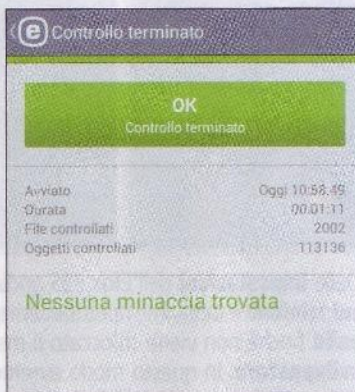 e Controllo terminato
OK
Controllo terminato
Avviato Oggi 10:58.49
Durata 00:01:11
File controllati 2002
Oggetti controllati 113136
Nessuna minaccia trovata